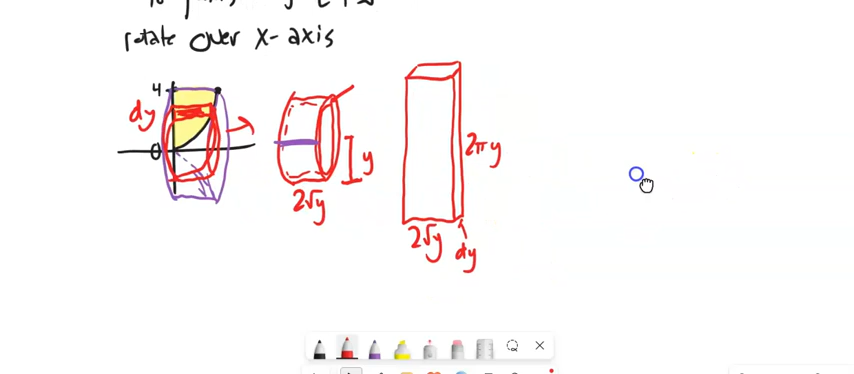 rotate over x-axis
4
dy
0
y
2√y
2πy
2√y
dy